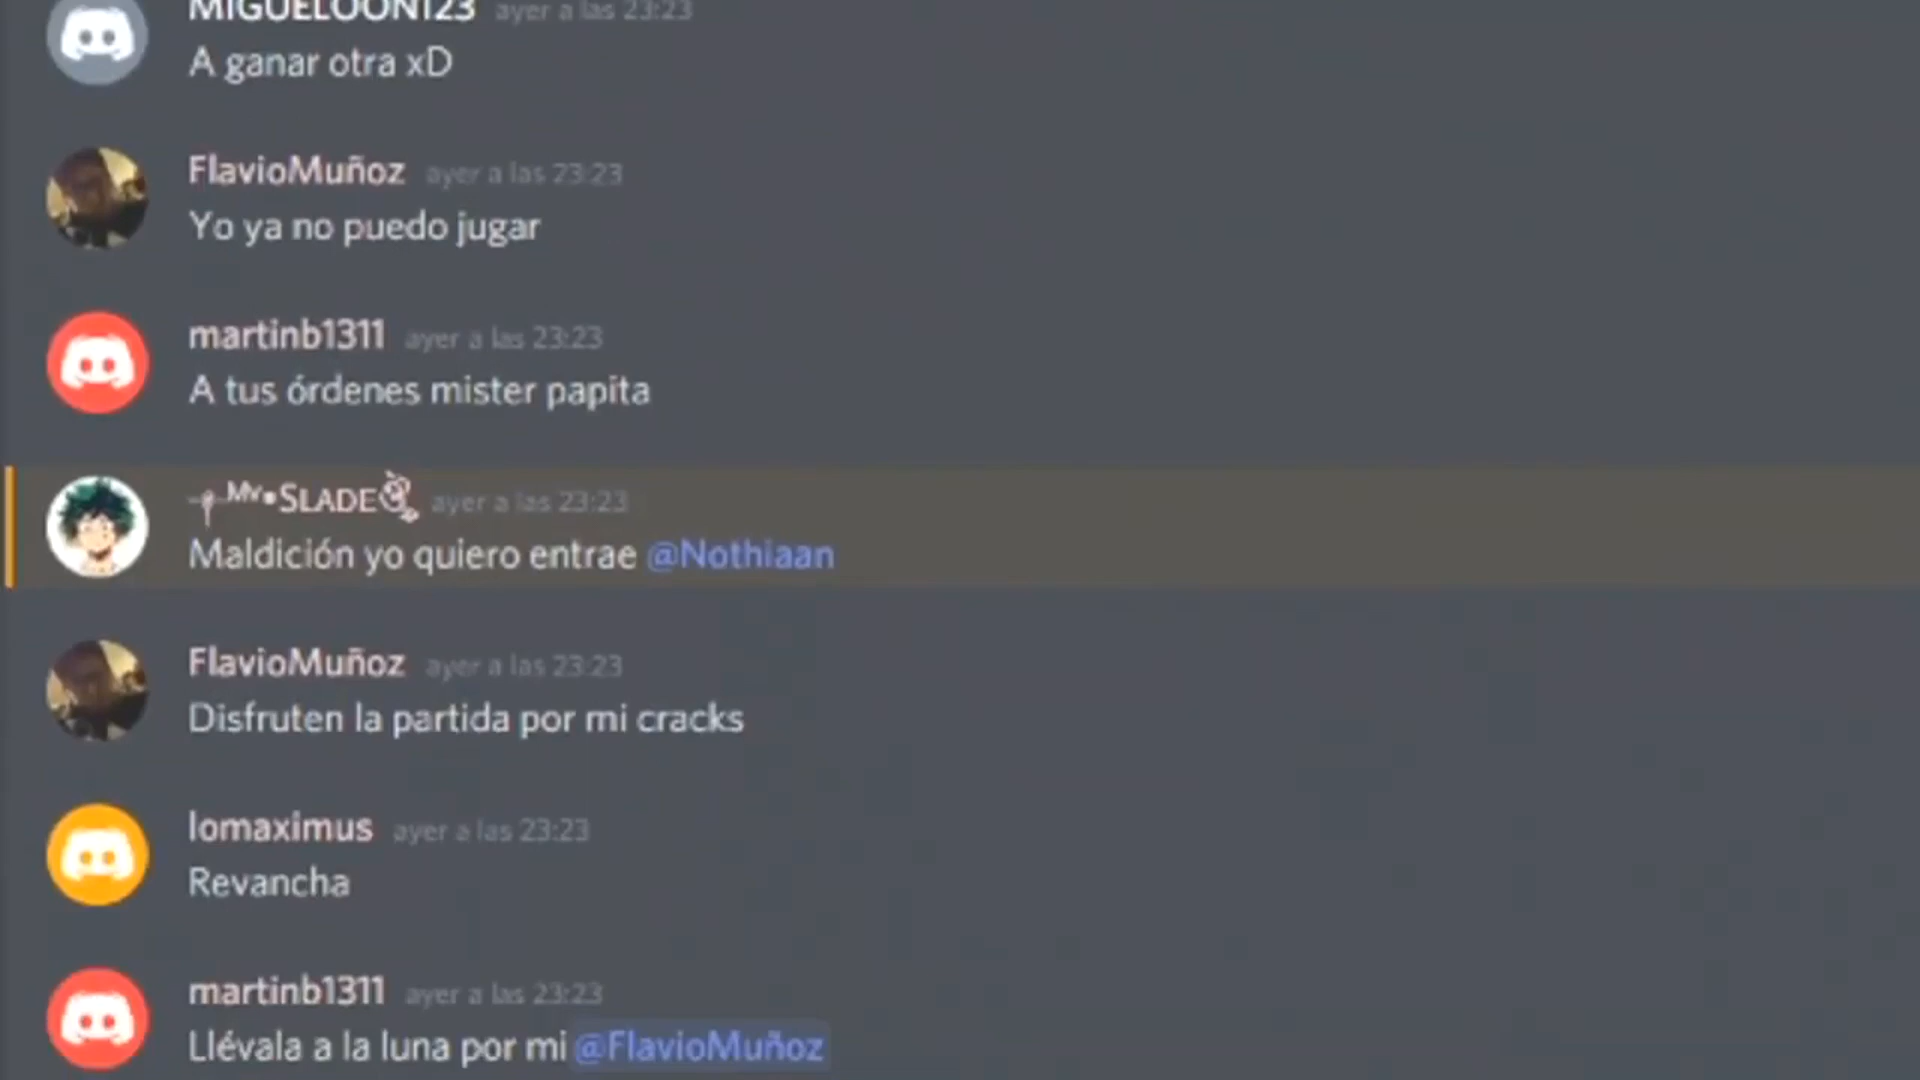 MIGUELOON123 ayer a las 23:23
A ganar otra xD
FlavioMuñoz ayer a las 23:23
Yo ya no puedo jugar
martinb1311 ayer a las 23:23
A tus órdenes mister papita
ᴹᵛ•SLADE ayer a las 23:23
Maldición yo quiero entrae @Nothiaan
FlavioMuñoz ayer a las 23:23
Disfruten la partida por mi cracks
lomaximus ayer a las 23:23
Revancha
martinb1311 ayer a las 23:23
Llévala a la luna por mi @FlavioMuñoz